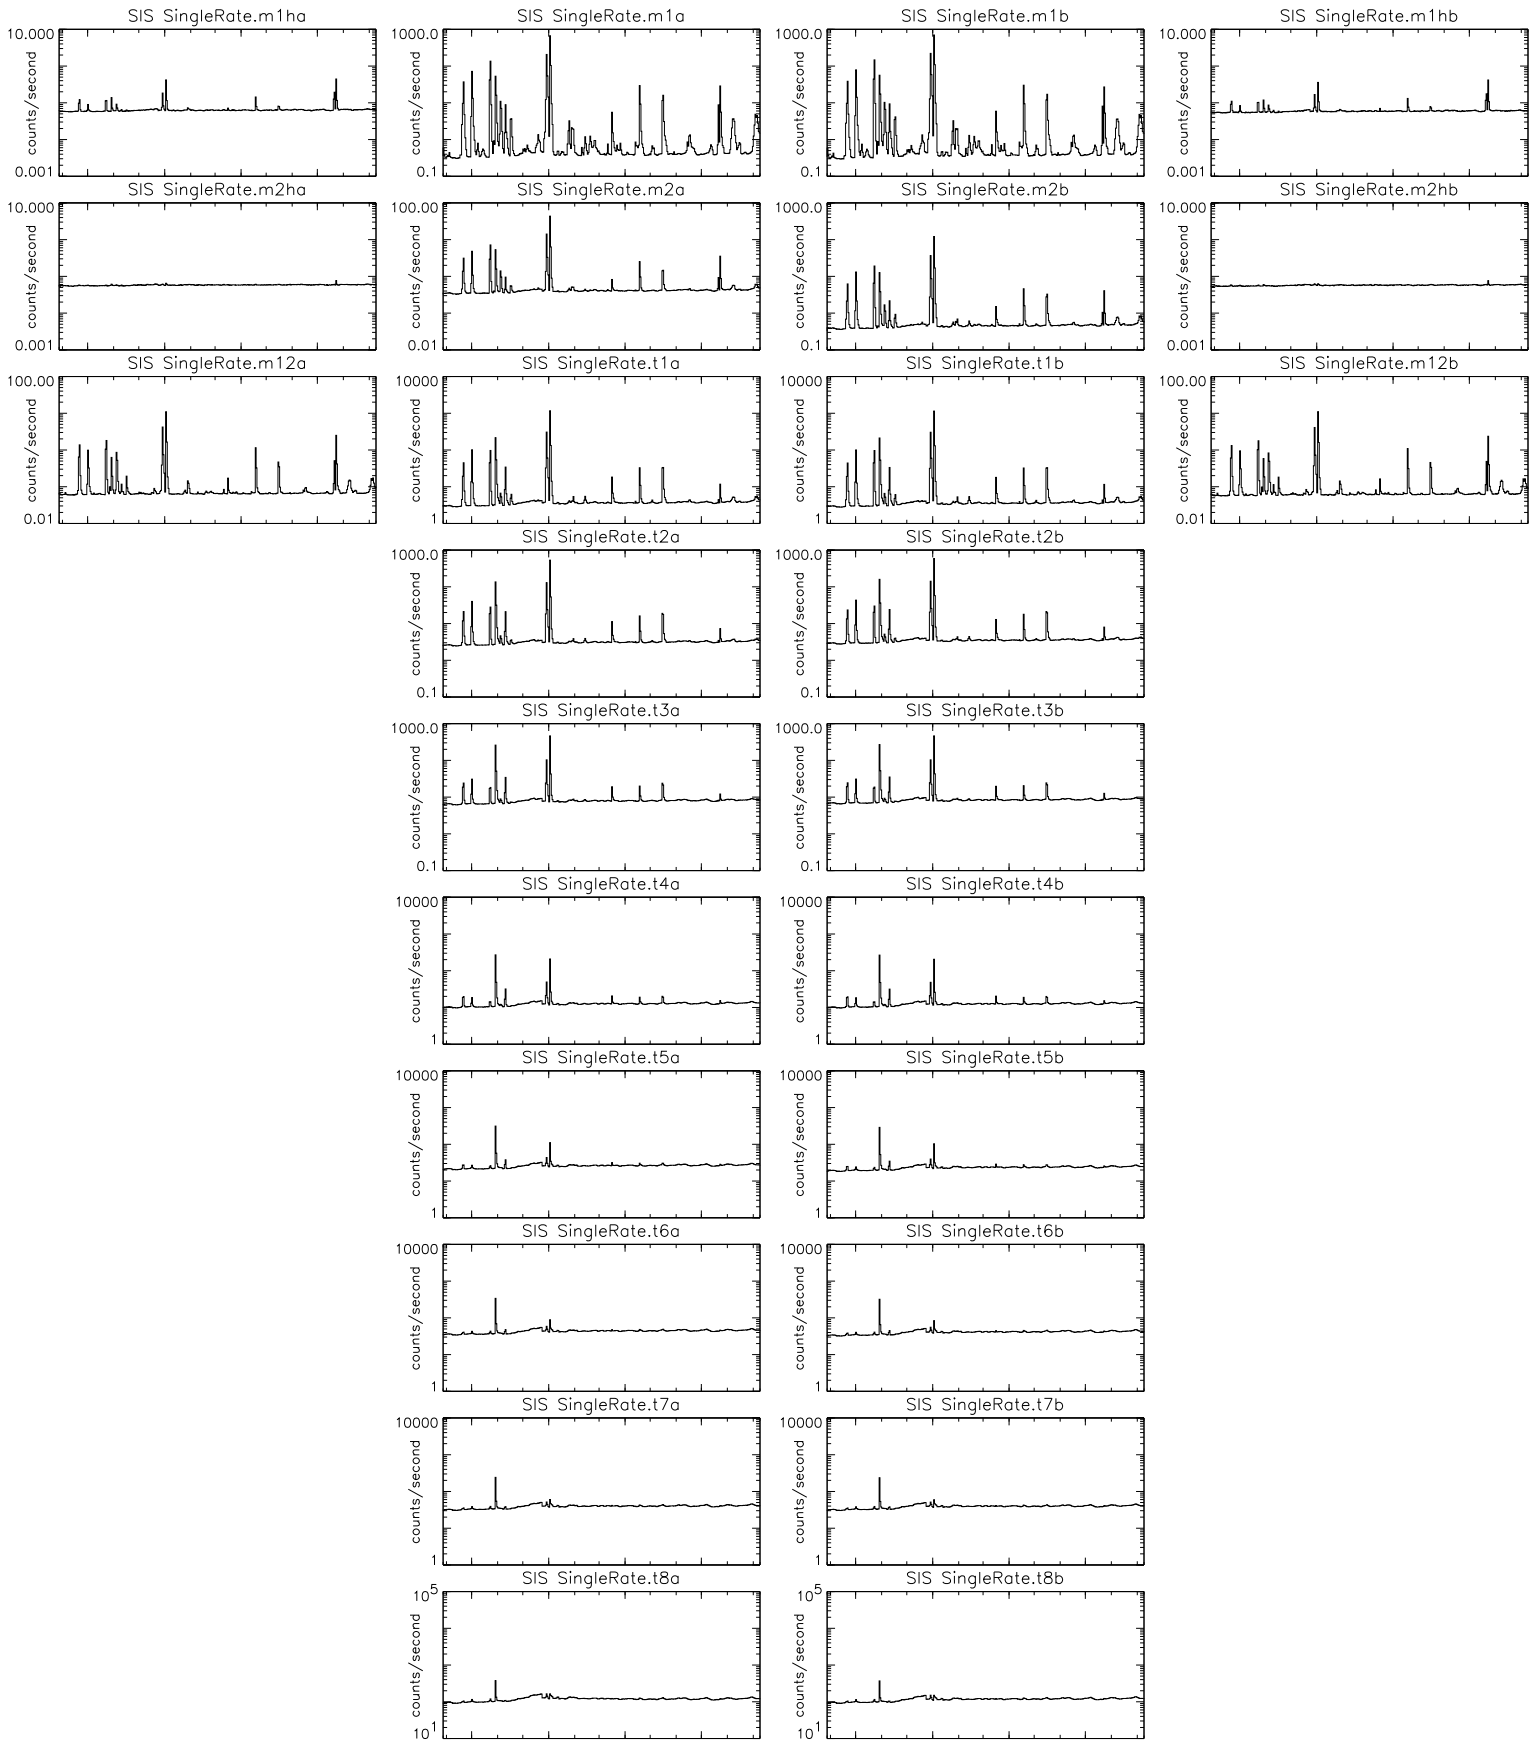 SIS SingleRate.m1ha
10.000
counts/second
0.001
SIS SingleRate.m1a
1000.0
counts/second
0.1
SIS SingleRate.m1b
1000.0
counts/second
0.1
SIS SingleRate.m1hb
10.000
counts/second
0.001
SIS SingleRate.m2ha
10.000
counts/second
0.001
SIS SingleRate.m2a
100.00
counts/second
0.01
SIS SingleRate.m2b
1000.0
counts/second
0.1
SIS SingleRate.m2hb
10.000
counts/second
0.001
SIS SingleRate.m12a
100.00
counts/second
0.01
SIS SingleRate.t1a
10000
counts/second
1
SIS SingleRate.t1b
10000
counts/second
1
SIS SingleRate.m12b
100.00
counts/second
0.01
SIS SingleRate.t2a
1000.0
counts/second
0.1
SIS SingleRate.t2b
1000.0
counts/second
0.1
SIS SingleRate.t3a
1000.0
counts/second
0.1
SIS SingleRate.t3b
1000.0
counts/second
0.1
SIS SingleRate.t4a
10000
counts/second
1
SIS SingleRate.t4b
10000
counts/second
1
SIS SingleRate.t5a
10000
counts/second
1
SIS SingleRate.t5b
10000
counts/second
1
SIS SingleRate.t6a
10000
counts/second
1
SIS SingleRate.t6b
10000
counts/second
1
SIS SingleRate.t7a
10000
counts/second
1
SIS SingleRate.t7b
10000
counts/second
1
SIS SingleRate.t8a
10^5
counts/second
10^1
SIS SingleRate.t8b
10^5
counts/second
10^1